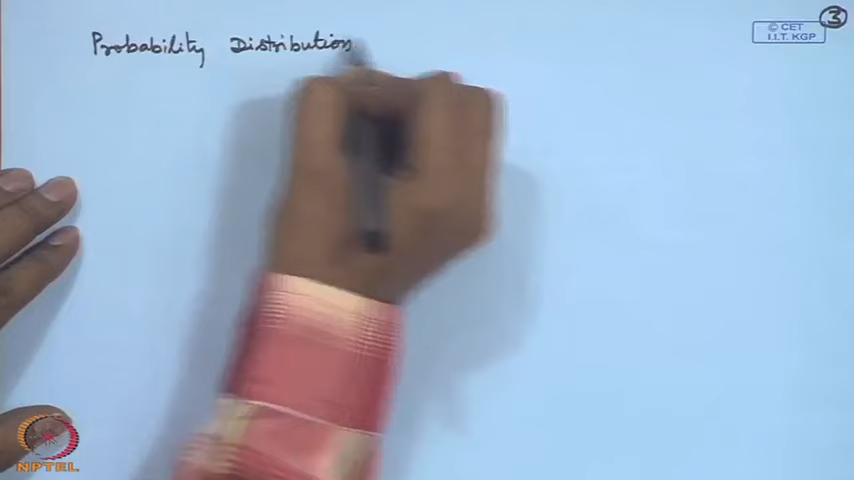 Probability Distribution
© CET
I.I.T. KGP
3
NPTEL